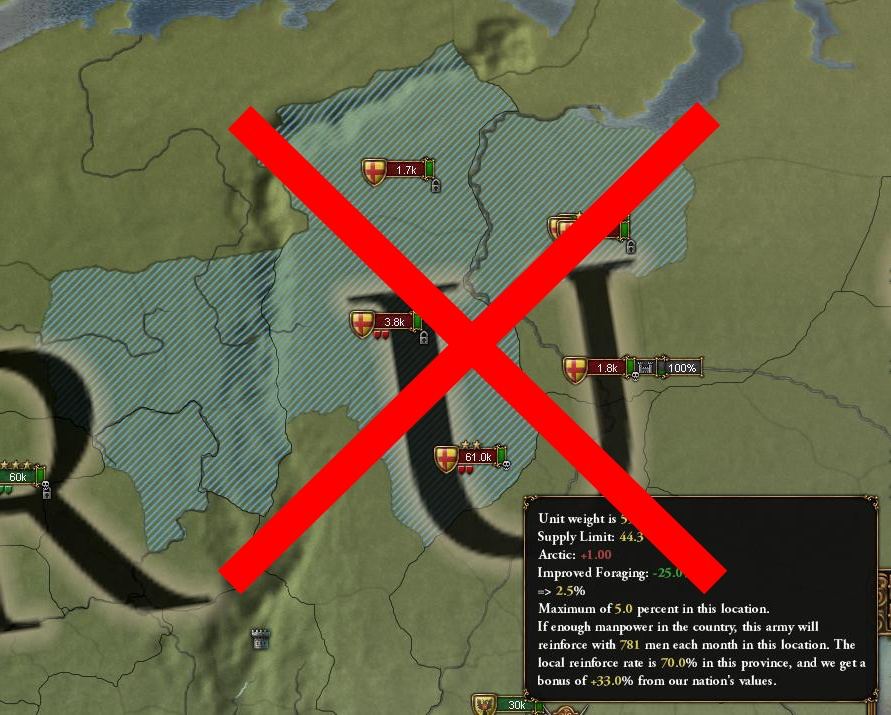 1.7k
3.8k
1.8k 100%
61.0k
60k
R U
Unit weight is
Supply Limit: 44.3
Arctic: +1.00
Improved Foraging: -25.0
=> 2.5%
Maximum of 5.0 percent in this location.
If enough manpower in the country, this army will
reinforce with 781 men each month in this location. The
local reinforce rate is 70.0% in this province, and we get a
bonus of +33.0% from our nation's values.
30k